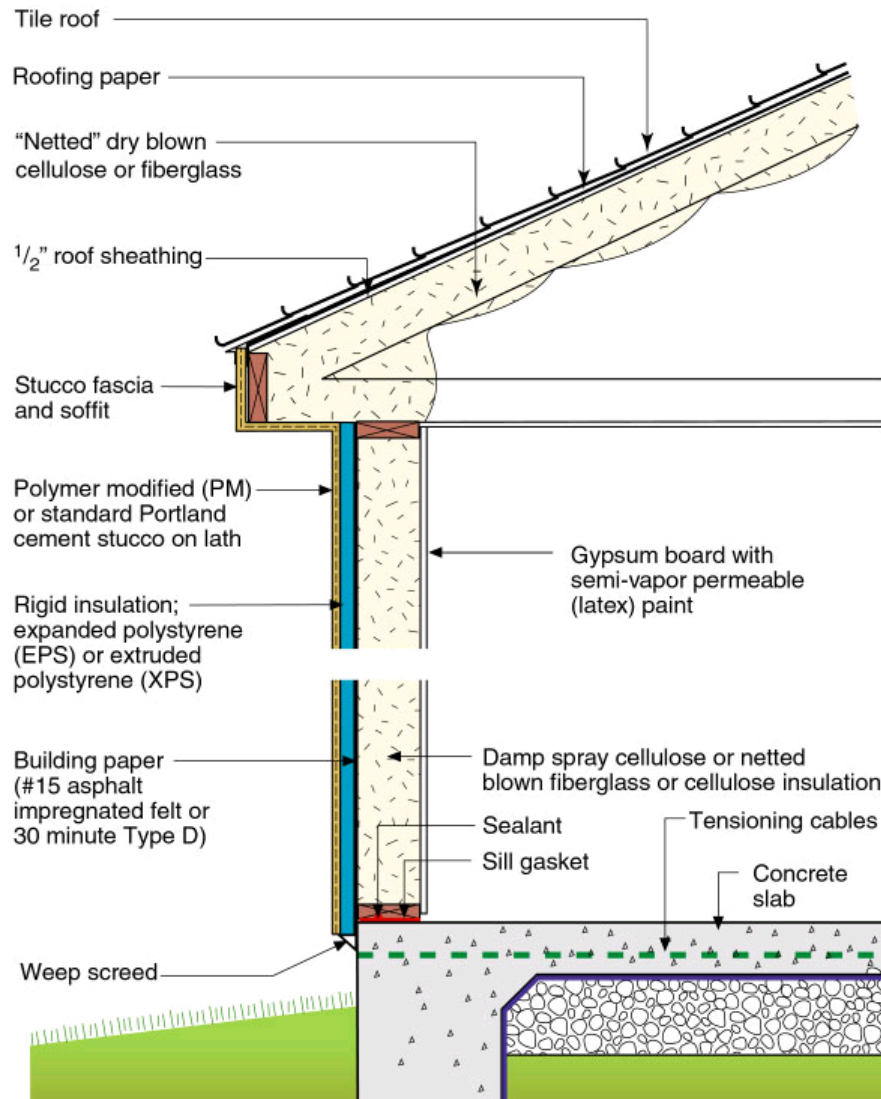 Tile roof
Roofing paper
“Netted” dry blown
cellulose or fiberglass
1/2” roof sheathing
Stucco fascia
and soffit
Polymer modified (PM)
or standard Portland
cement stucco on lath
Gypsum board with
semi-vapor permeable
(latex) paint
Rigid insulation;
expanded polystyrene
(EPS) or extruded
polystyrene (XPS)
Building paper
(#15 asphalt
impregnated felt or
30 minute Type D)
Damp spray cellulose or netted
blown fiberglass or cellulose insulation
Sealant
Tensioning cables
Sill gasket
Concrete
slab
Weep screed